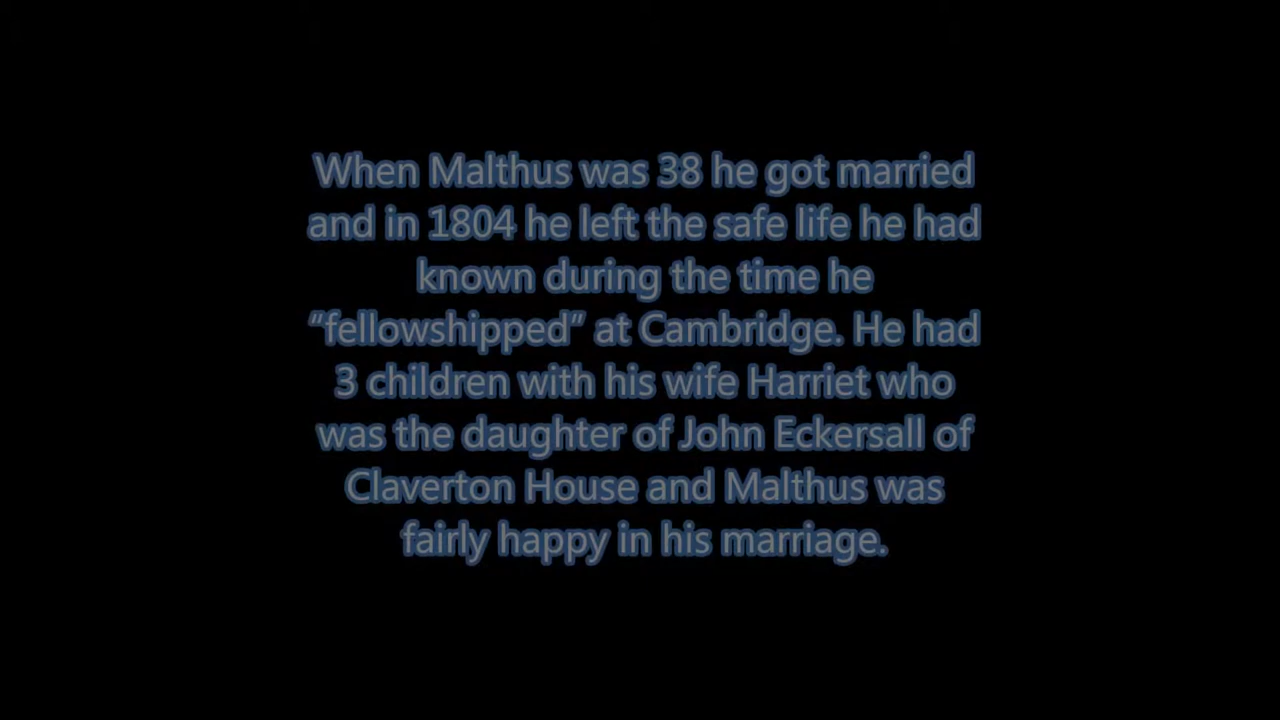 When Malthus was 38 he got married
and in 1804 he left the safe life he had
known during the time he
“fellowshipped” at Cambridge. He had
3 children with his wife Harriet who
was the daughter of John Eckersall of
Claverton House and Malthus was
fairly happy in his marriage.